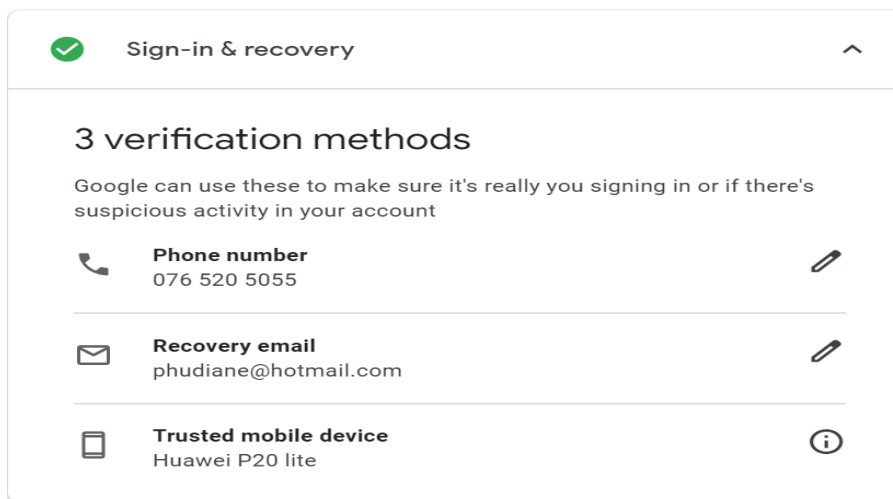 Sign-in & recovery
3 verification methods
Google can use these to make sure it's really you signing in or if there's
suspicious activity in your account
Phone number
076 520 5055
Recovery email
phudiane@hotmail.com
Trusted mobile device
Huawei P20 lite